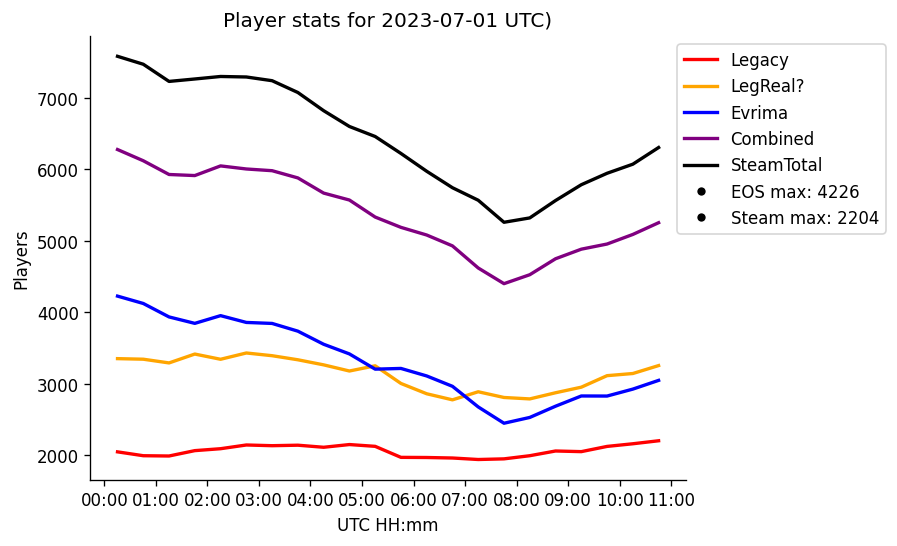 Player stats for 2023-07-01 UTC)
Legacy
LegReal?
Evrima
Combined
SteamTotal
EOS max: 4226
Steam max: 2204
Players
7000
6000
5000
4000
3000
2000
00:00 01:00 02:00 03:00 04:00 05:00 06:00 07:00 08:00 09:00 10:00 11:00
UTC HH:mm